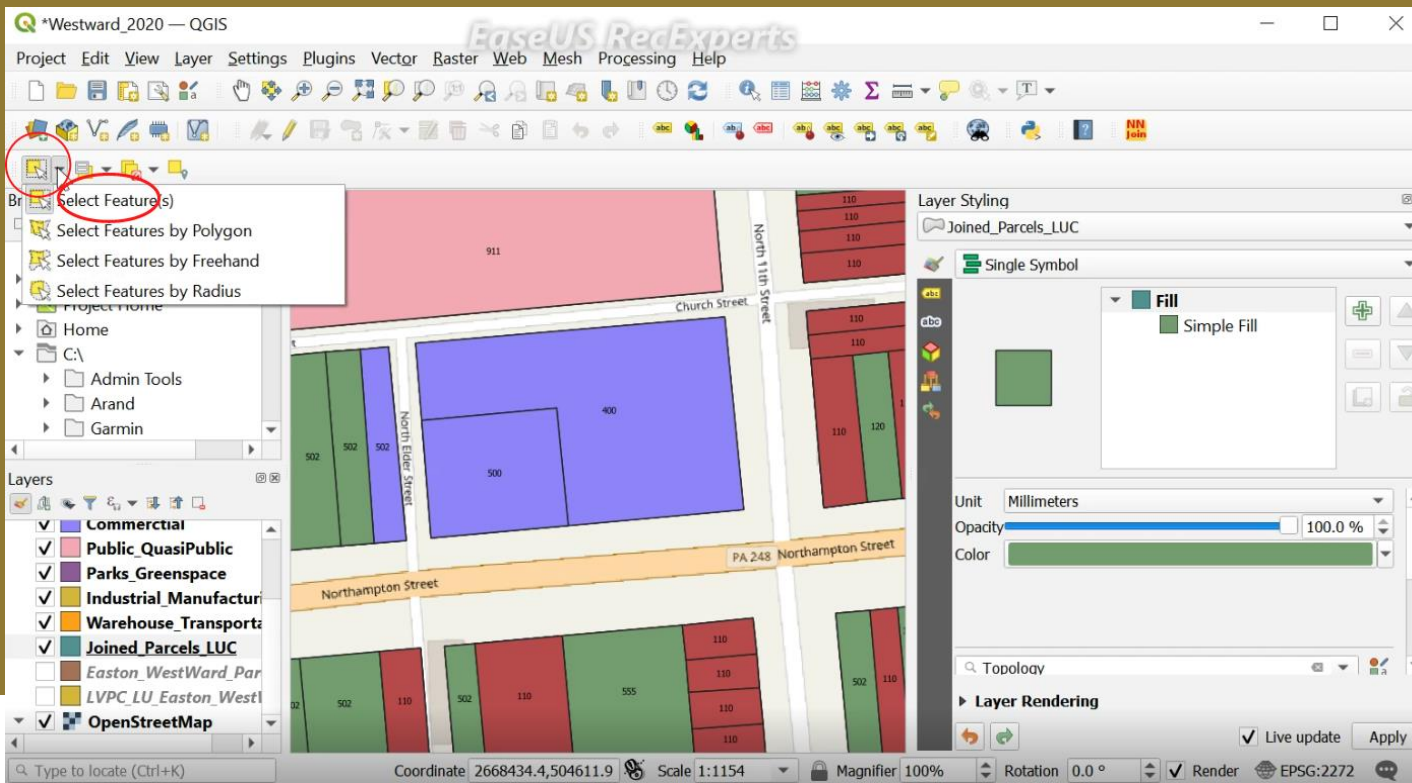 *Westward_2020 — QGIS
EaseUS RecExperts
Project Edit View Layer Settings Plugins Vector Raster Web Mesh Processing Help
NN Join
Select Feature(s)
Select Features by Polygon
Select Features by Freehand
Select Features by Radius
Project Home
Home
C:\
Admin Tools
Arand
Garmin
Layers
Commercial
Public_QuasiPublic
Parks_Greenspace
Industrial_Manufacturi
Warehouse_Transporta
Joined_Parcels_LUC
Easton_WestWard_Par
LVPC_LU_Easton_West
OpenStreetMap
911
110
110
110
110
North 11th Street
Church Street
110
110
110
120
400
500
502
502
502
North Elder Street
PA 248
Northampton Street
Northampton Street
502
110
502
110
555
110
110
110
110
502
110
Layer Styling
Joined_Parcels_LUC
Single Symbol
Fill
Simple Fill
abc
abc
Unit Millimeters
Opacity 100.0 %
Color
Topology
Layer Rendering
Live update Apply
Type to locate (Ctrl+K) Coordinate 2668434.4,504611.9 Scale 1:1154 Magnifier 100% Rotation 0.0 ° Render EPSG:2272